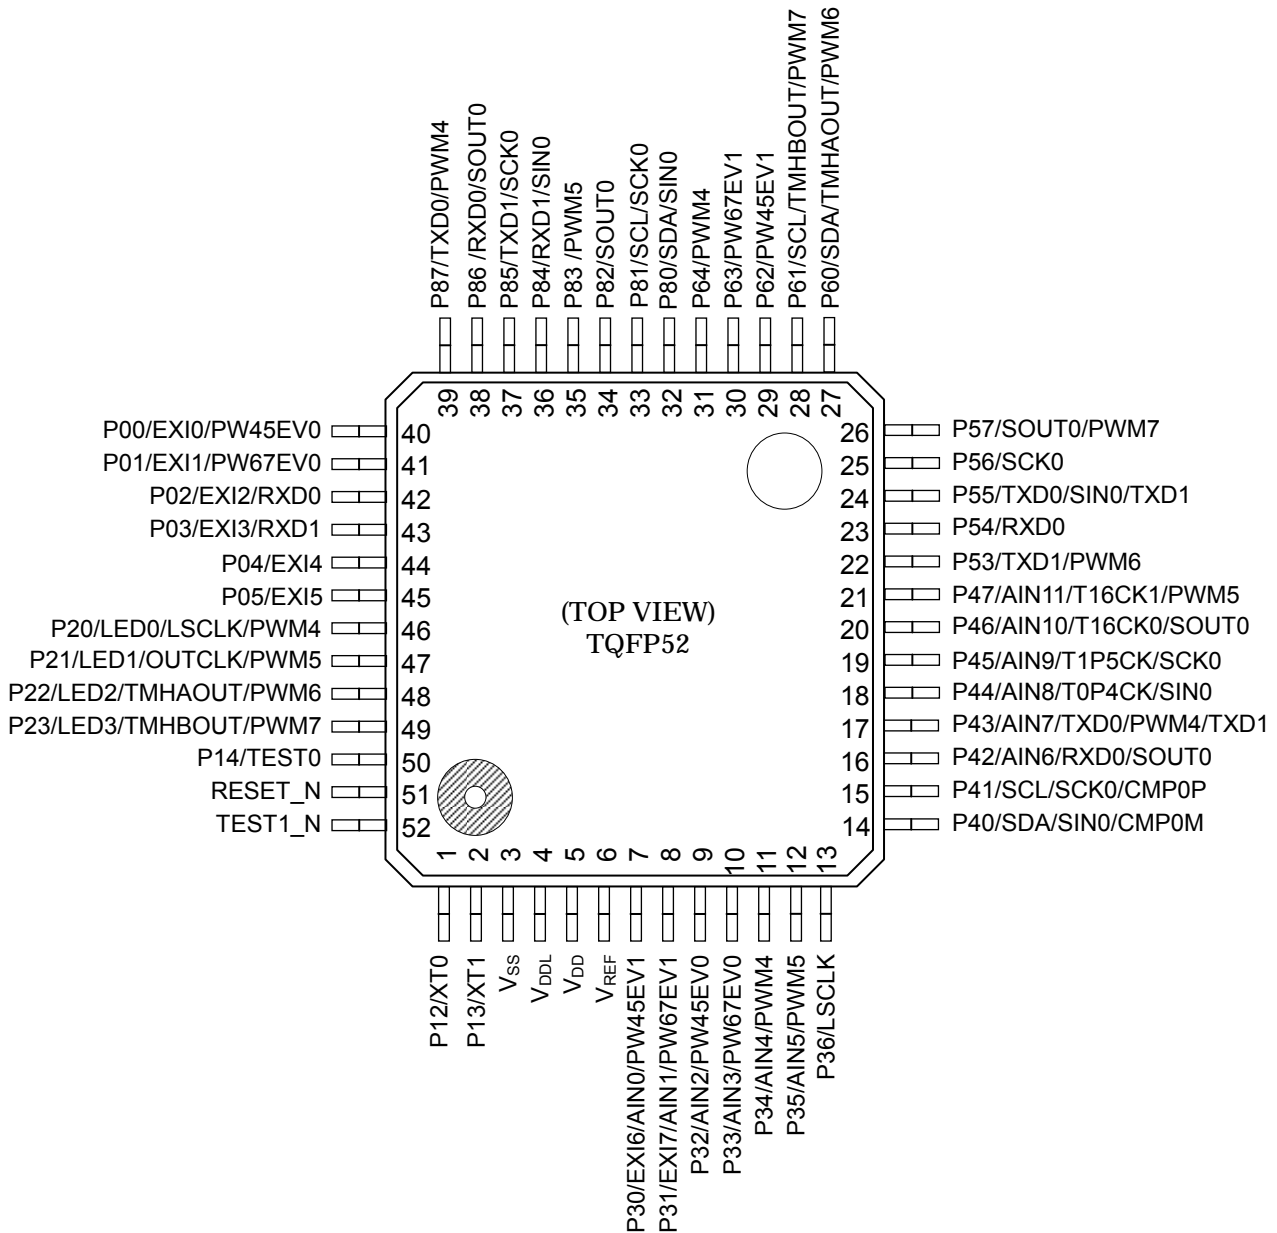 P87/TXD0/PWM4
P86 /RXD0/SOUT0
P85/TXD1/SCK0
P84/RXD1/SIN0
P83 /PWM5
P82/SOUT0
P81/SCL/SCK0
P80/SDA/SIN0
P64/PWM4
P63/PW67EV1
P62/PW45EV1
P61/SCL/TMHBOUT/PWM7
P60/SDA/TMHAOUT/PWM6
39
38
37
36
35
34
33
32
31
30
29
28
27
P00/EXI0/PW45EV0
P01/EXI1/PW67EV0
P02/EXI2/RXD0
P03/EXI3/RXD1
P04/EXI4
P05/EXI5
P20/LED0/LSCLK/PWM4
P21/LED1/OUTCLK/PWM5
P22/LED2/TMHAOUT/PWM6
P23/LED3/TMHBOUT/PWM7
P14/TEST0
RESET_N
TEST1_N
40
41
42
43
44
45
46
47
48
49
50
51
52
(TOP VIEW)
TQFP52
26
25
24
23
22
21
20
19
18
17
16
15
14
P57/SOUT0/PWM7
P56/SCK0
P55/TXD0/SIN0/TXD1
P54/RXD0
P53/TXD1/PWM6
P47/AIN11/T16CK1/PWM5
P46/AIN10/T16CK0/SOUT0
P45/AIN9/T1P5CK/SCK0
P44/AIN8/T0P4CK/SIN0
P43/AIN7/TXD0/PWM4/TXD1
P42/AIN6/RXD0/SOUT0
P41/SCL/SCK0/CMP0P
P40/SDA/SIN0/CMP0M
1
2
3
4
5
6
7
8
9
10
11
12
13
P12/XT0
P13/XT1
VSS
VDDL
VDD
VREF
P30/EXI6/AIN0/PW45EV1
P31/EXI7/AIN1/PW67EV1
P32/AIN2/PW45EV0
P33/AIN3/PW67EV0
P34/AIN4/PWM4
P35/AIN5/PWM5
P36/LSCLK